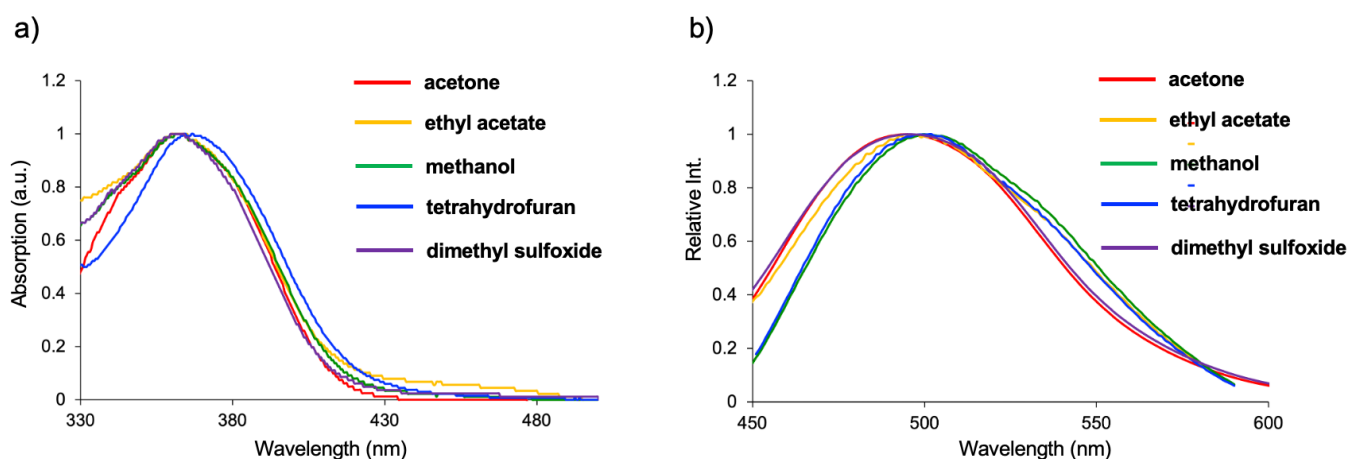 a)
1.2
1
0.8
0.6
0.4
0.2
0
330
380
430
480
Absorption (a.u.)
Wavelength (nm)
acetone
ethyl acetate
methanol
tetrahydrofuran
dimethyl sulfoxide
b)
1.2
1
0.8
0.6
0.4
0.2
0
450
500
550
600
Relative Int.
Wavelength (nm)
acetone
ethyl acetate
methanol
tetrahydrofuran
dimethyl sulfoxide